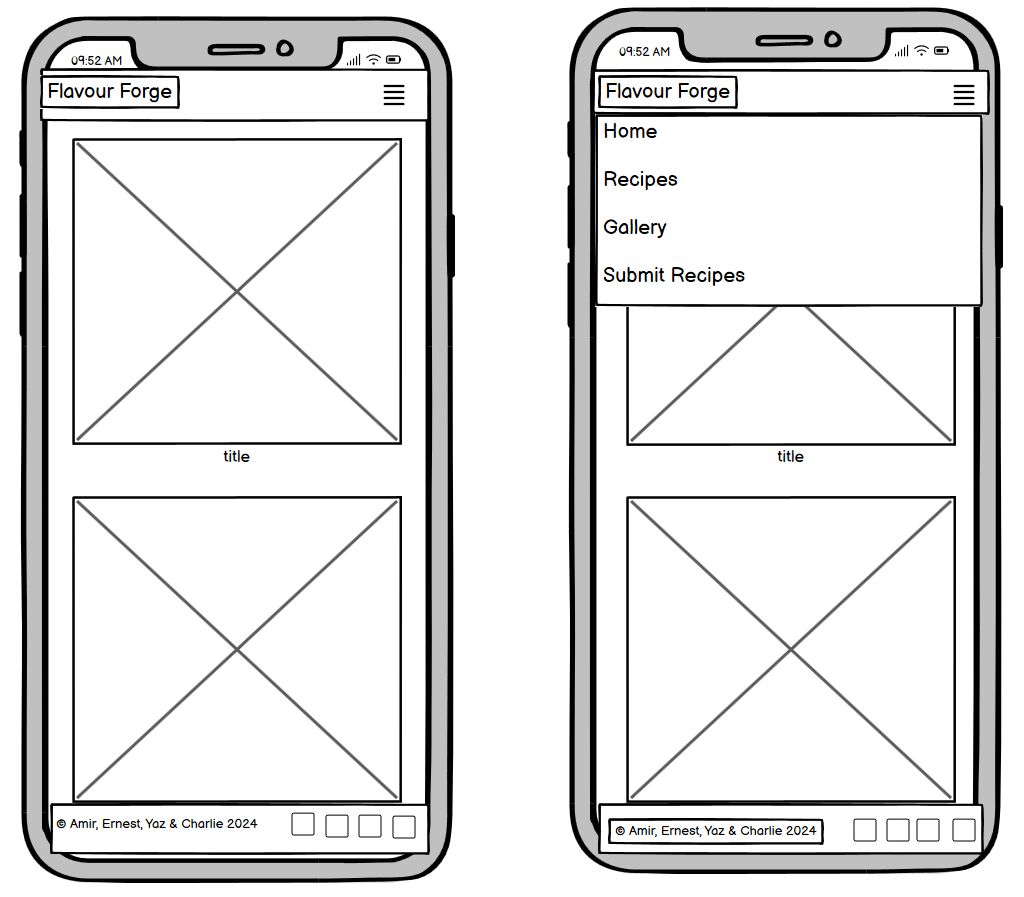 09:52 AM
Flavour Forge
title
© Amir, Ernest, Yaz & Charlie 2024
09:52 AM
Flavour Forge
Home
Recipes
Gallery
Submit Recipes
title
© Amir, Ernest, Yaz & Charlie 2024